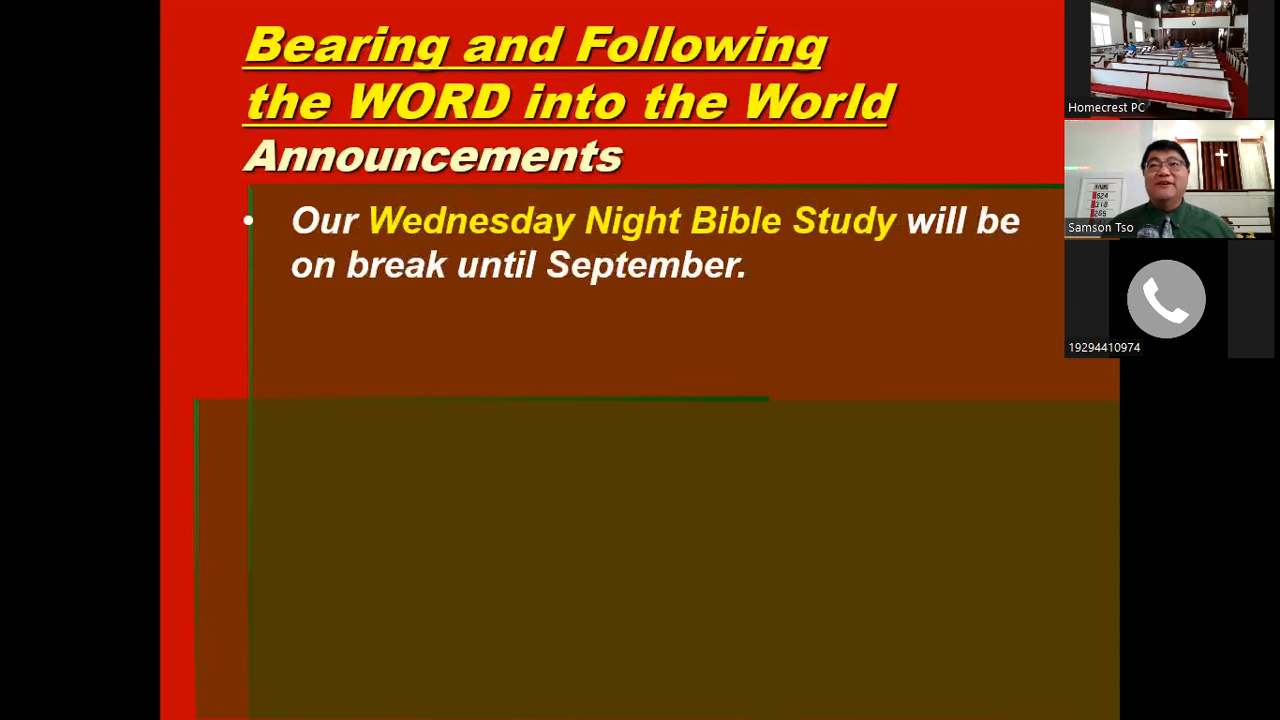 Bearing and Following
the WORD into the World
Announcements
• Our Wednesday Night Bible Study will be
on break until September.
Homecrest PC
Samson Tso
19294410974